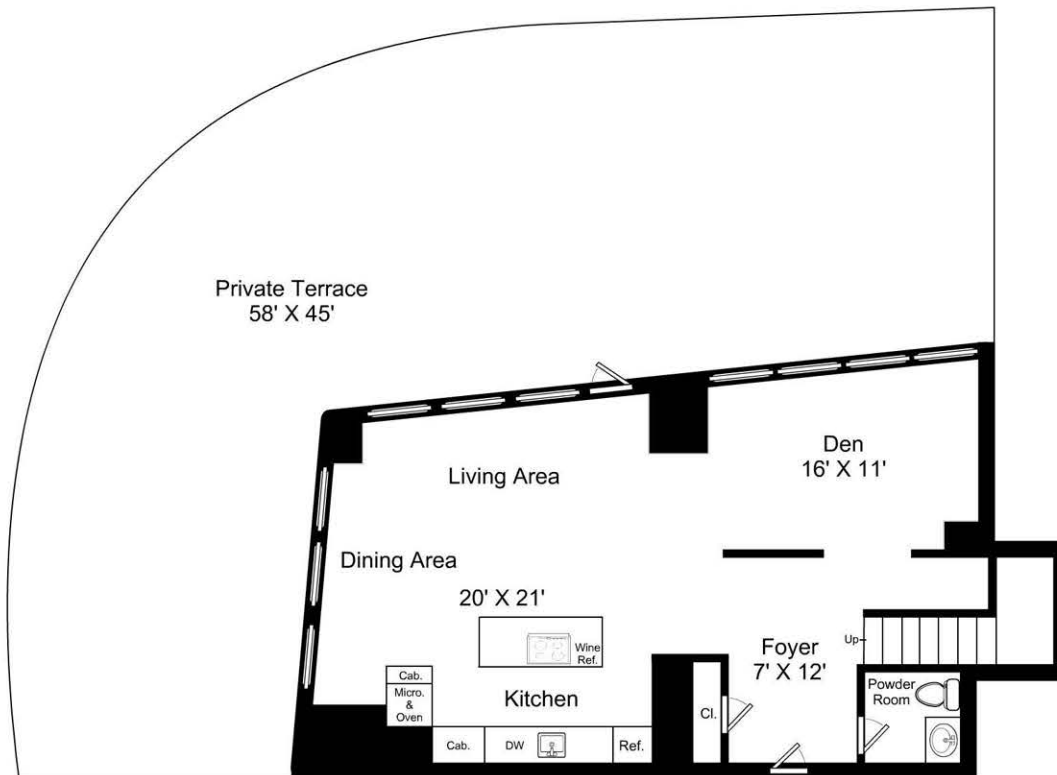 Private Terrace
58' X 45'
Den
16' X 11'
Living Area
Dining Area
20' X 21'
Wine
Ref.
Up
Foyer
7' X 12'
Cab.
Micro.
&
Oven
Kitchen
Powder
Room
Cl.
Cab.
DW
Ref.